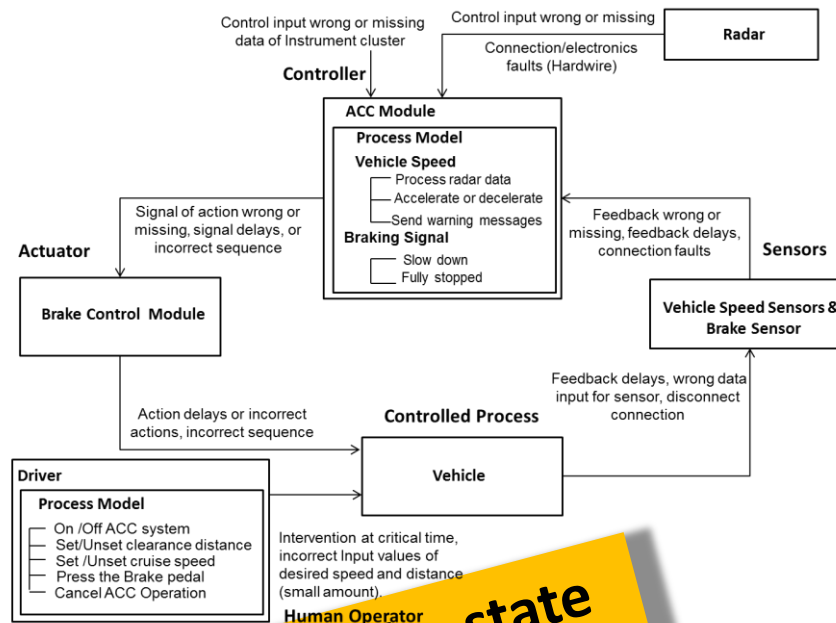 Control input wrong or missing
data of Instrument cluster
Control input wrong or missing
Radar
Connection/electronics
faults (Hardwire)
Controller
ACC Module
Process Model
Vehicle Speed
Process radar data
Accelerate or decelerate
Send warning messages
Braking Signal
Slow down
Fully stopped
Signal of action wrong or
missing, signal delays, or
incorrect sequence
Actuator
Brake Control Module
Feedback wrong or
missing, feedback delays,
connection faults
Sensors
Vehicle Speed Sensors &
Brake Sensor
Feedback delays, wrong data
input for sensor, disconnect
connection
Action delays or incorrect
actions, incorrect sequence
Controlled Process
Vehicle
Driver
Process Model
On /Off ACC system
Set/Unset clearance distance
Set /Unset cruise speed
Press the Brake pedal
Cancel ACC Operation
Intervention at critical time,
incorrect Input values of
desired speed and distance
(small amount).
Human Operator
state